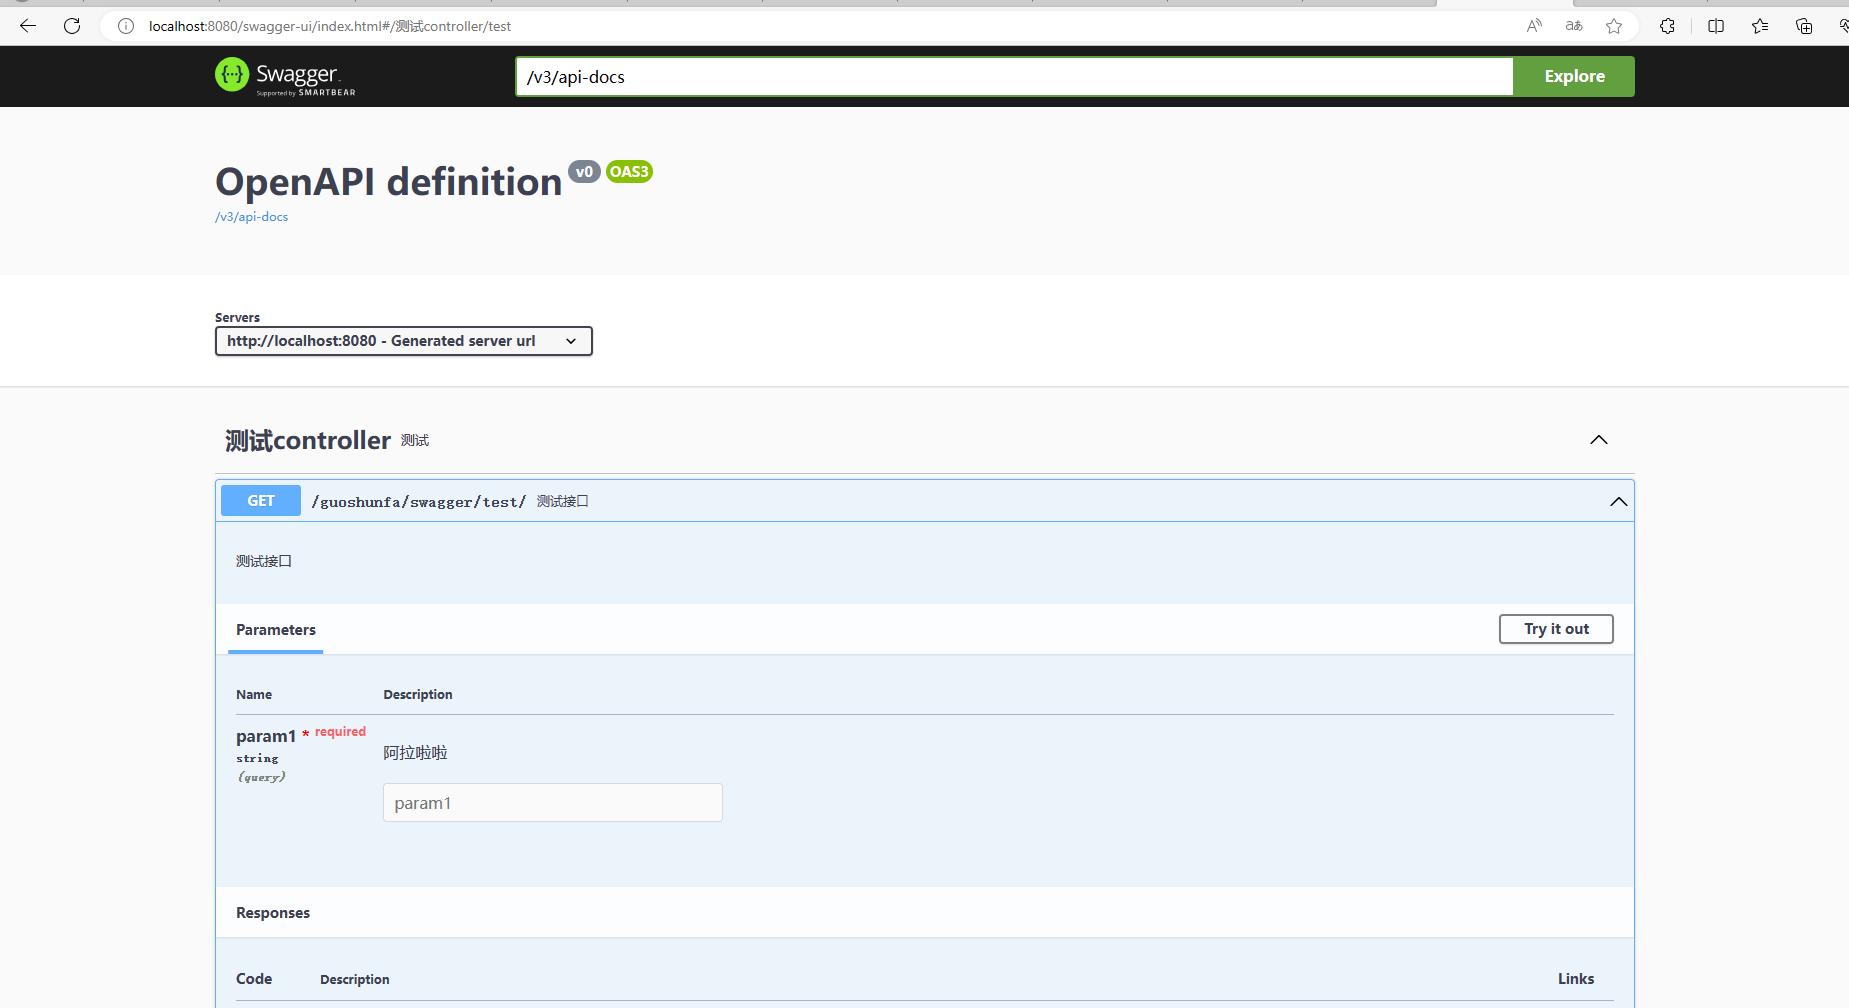 localhost:8080/swagger-ui/index.html#/测试controller/test
Swagger.
Supported by SMARTBEAR
/v3/api-docs
Explore
OpenAPI definition v0 OAS3
/v3/api-docs
Servers
http://localhost:8080 - Generated server url
测试controller 测试
GET /guoshunfa/swagger/test/ 测试接口
测试接口
Parameters
Try it out
Name Description
param1 * required
string
(query)
阿拉啦啦
param1
Responses
Code Description Links